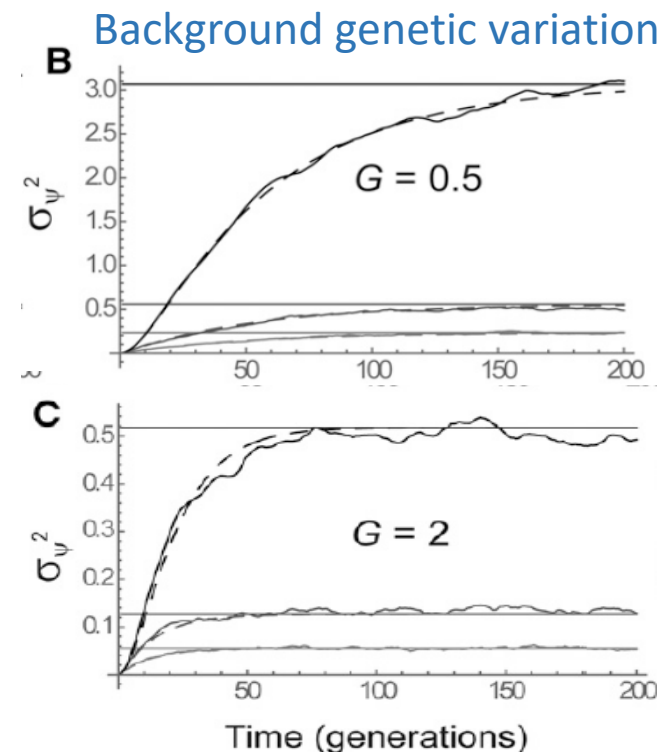 Background genetic variation
B
3.0
2.5
2.0
1.5
1.0
0.5
σψ²
G = 0.5
50 100 150 200
C
0.5
0.4
0.3
0.2
0.1
σψ²
G = 2
50 100 150 200
Time (generations)